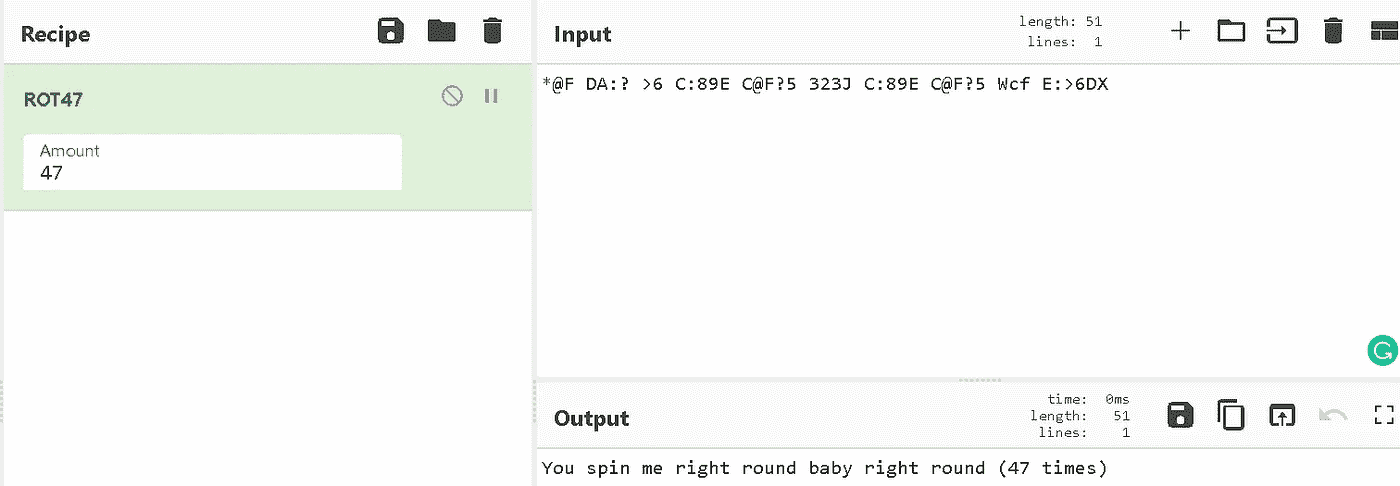 Recipe
ROT47
Amount
47
Input
length: 51
lines: 1
*@F DA:? >6 C:89E C@F?5 323J C:89E C@F?5 Wcf E:>6DX
Output
time: 0ms
length: 51
lines: 1
You spin me right round baby right round (47 times)